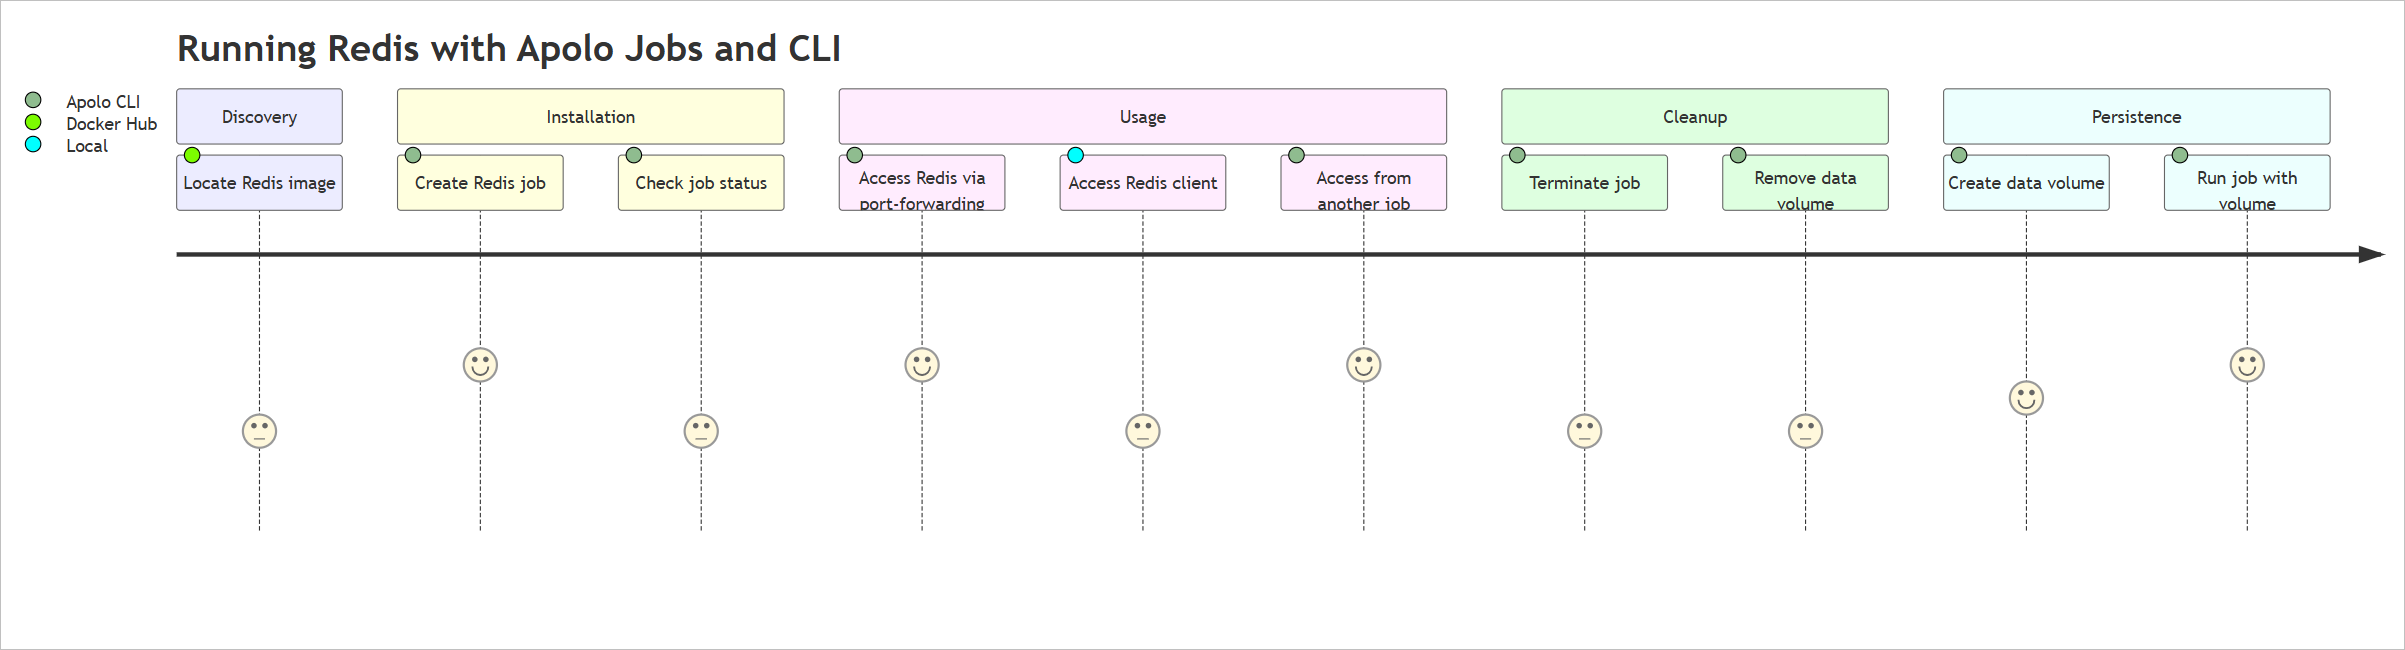 Running Redis with Apolo Jobs and CLI
Apolo CLI
Docker Hub
Local
Discovery
Installation
Usage
Cleanup
Persistence
Locate Redis image
Create Redis job
Check job status
Access Redis via
port-forwarding
Access Redis client
Access from
another job
Terminate job
Remove data
volume
Create data volume
Run job with
volume